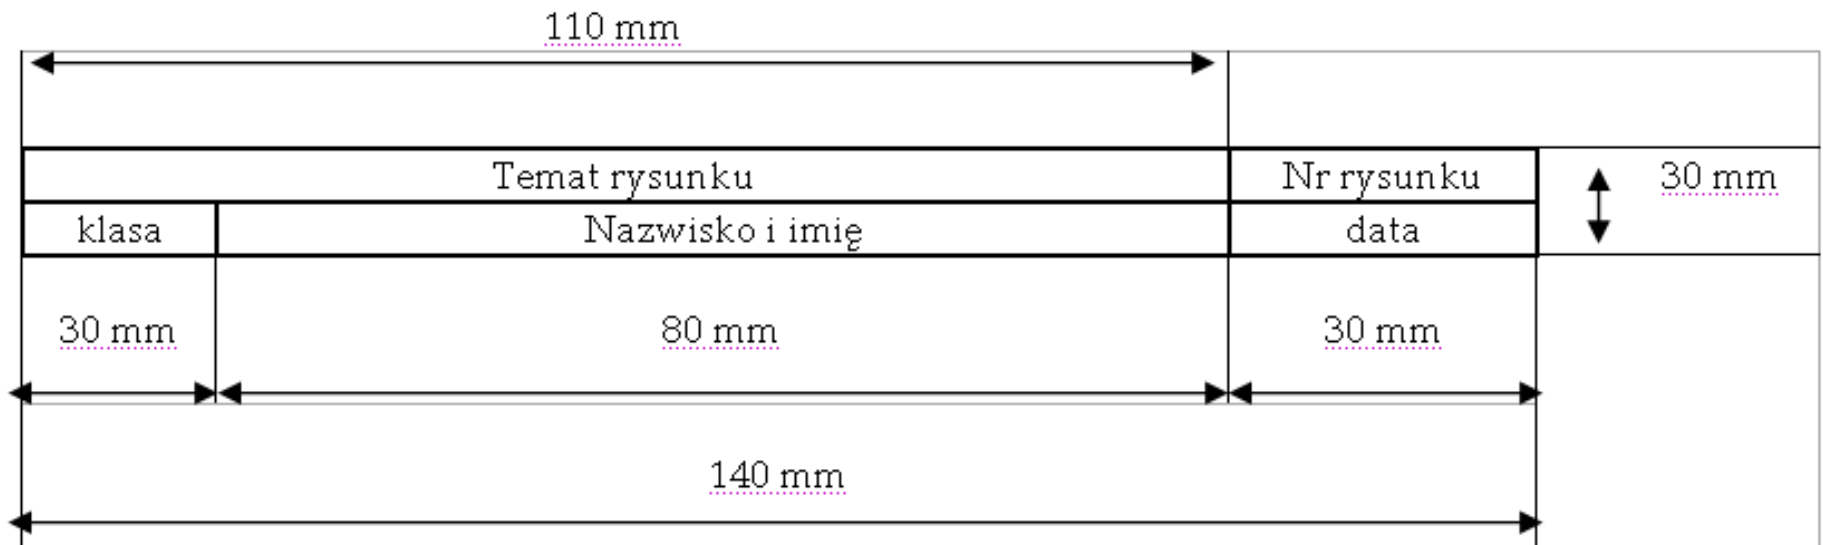 110 mm
Temat rysunku Nr rysunku 30 mm
klasa Nazwisko i imię data
30 mm 80 mm 30 mm
140 mm